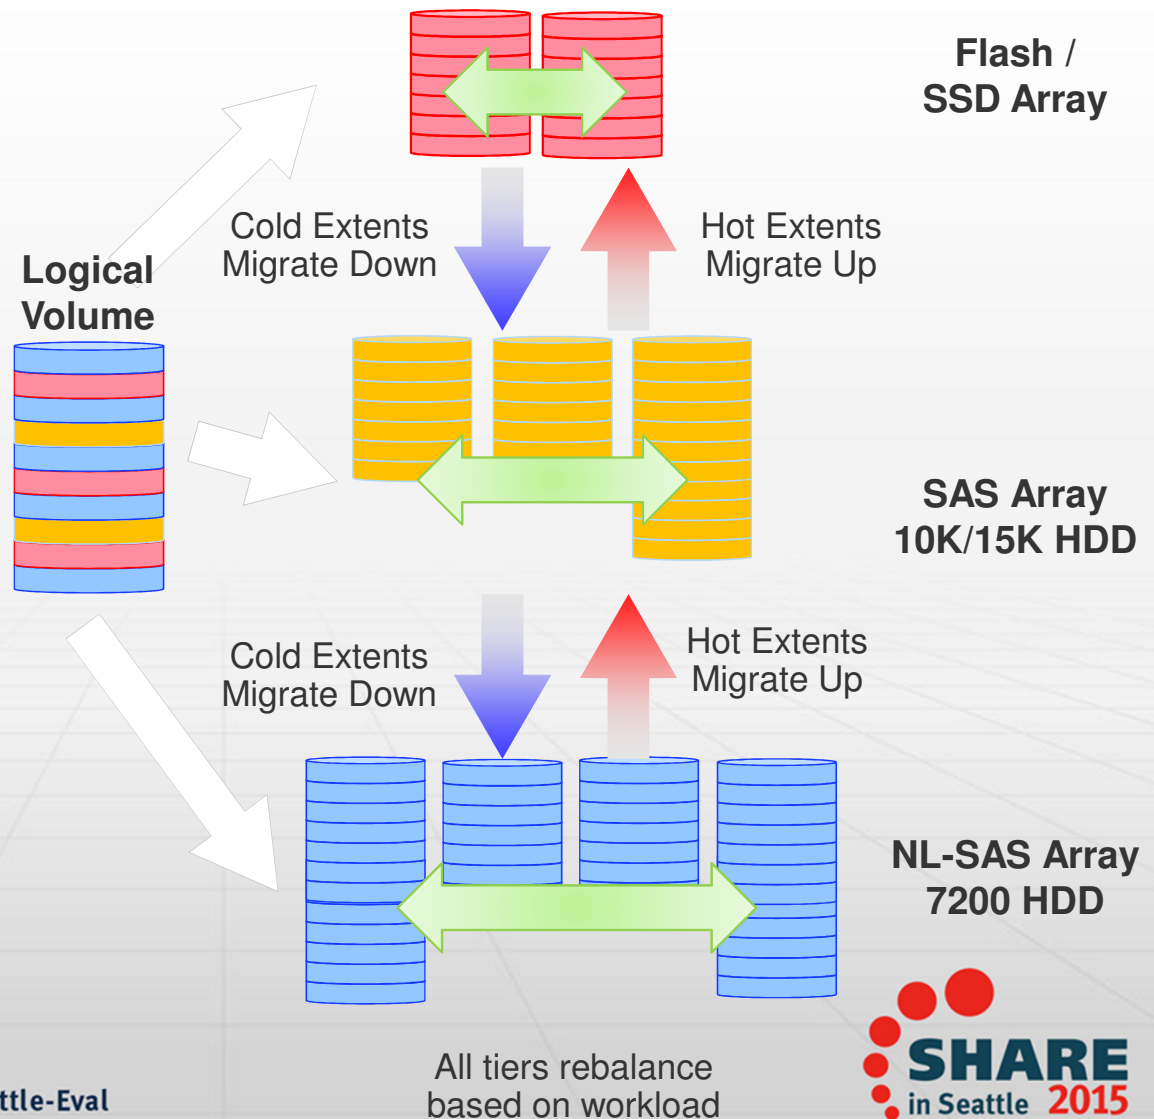 Flash /
SSD Array
Cold Extents
Migrate Down
Hot Extents
Migrate Up
Logical
Volume
SAS Array
10K/15K HDD
Cold Extents
Migrate Down
Hot Extents
Migrate Up
NL-SAS Array
7200 HDD
All tiers rebalance
based on workload
ttle-Eval
SHARE
in Seattle 2015